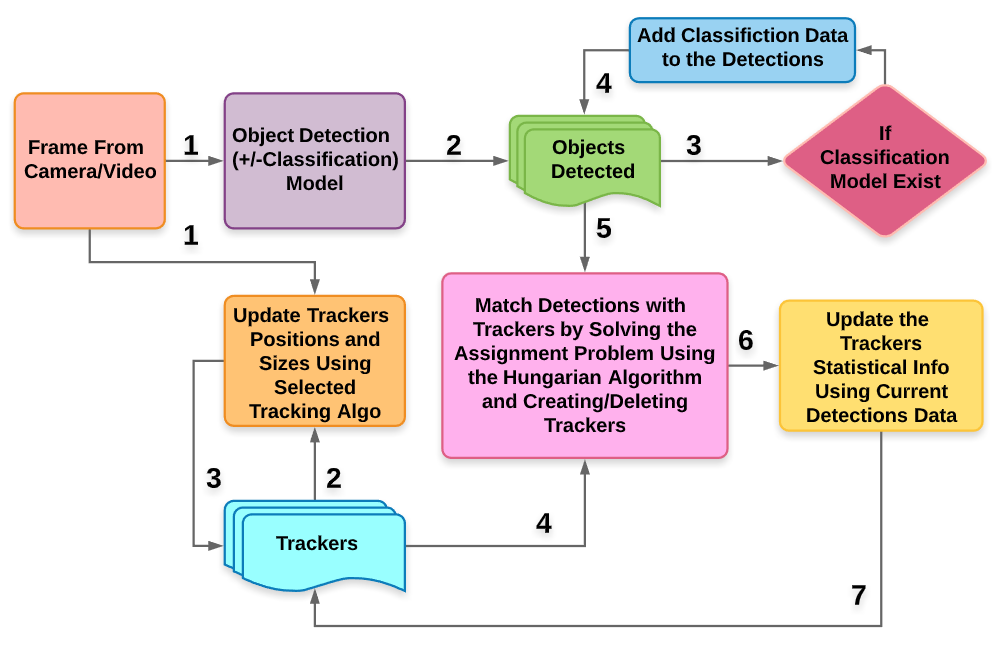 Add Classifiction Data
to the Detections
4
Frame From
Camera/Video
1
Object Detection
(+/-Classification)
Model
2
Objects
Detected
3
If
Classification
Model Exist
1
5
Update Trackers
Positions and
Sizes Using
Selected
Tracking Algo
Match Detections with
Trackers by Solving the
Assignment Problem Using
the Hungarian Algorithm
and Creating/Deleting
Trackers
6
Update the
Trackers
Statistical Info
Using Current
Detections Data
3
2
Trackers
4
7